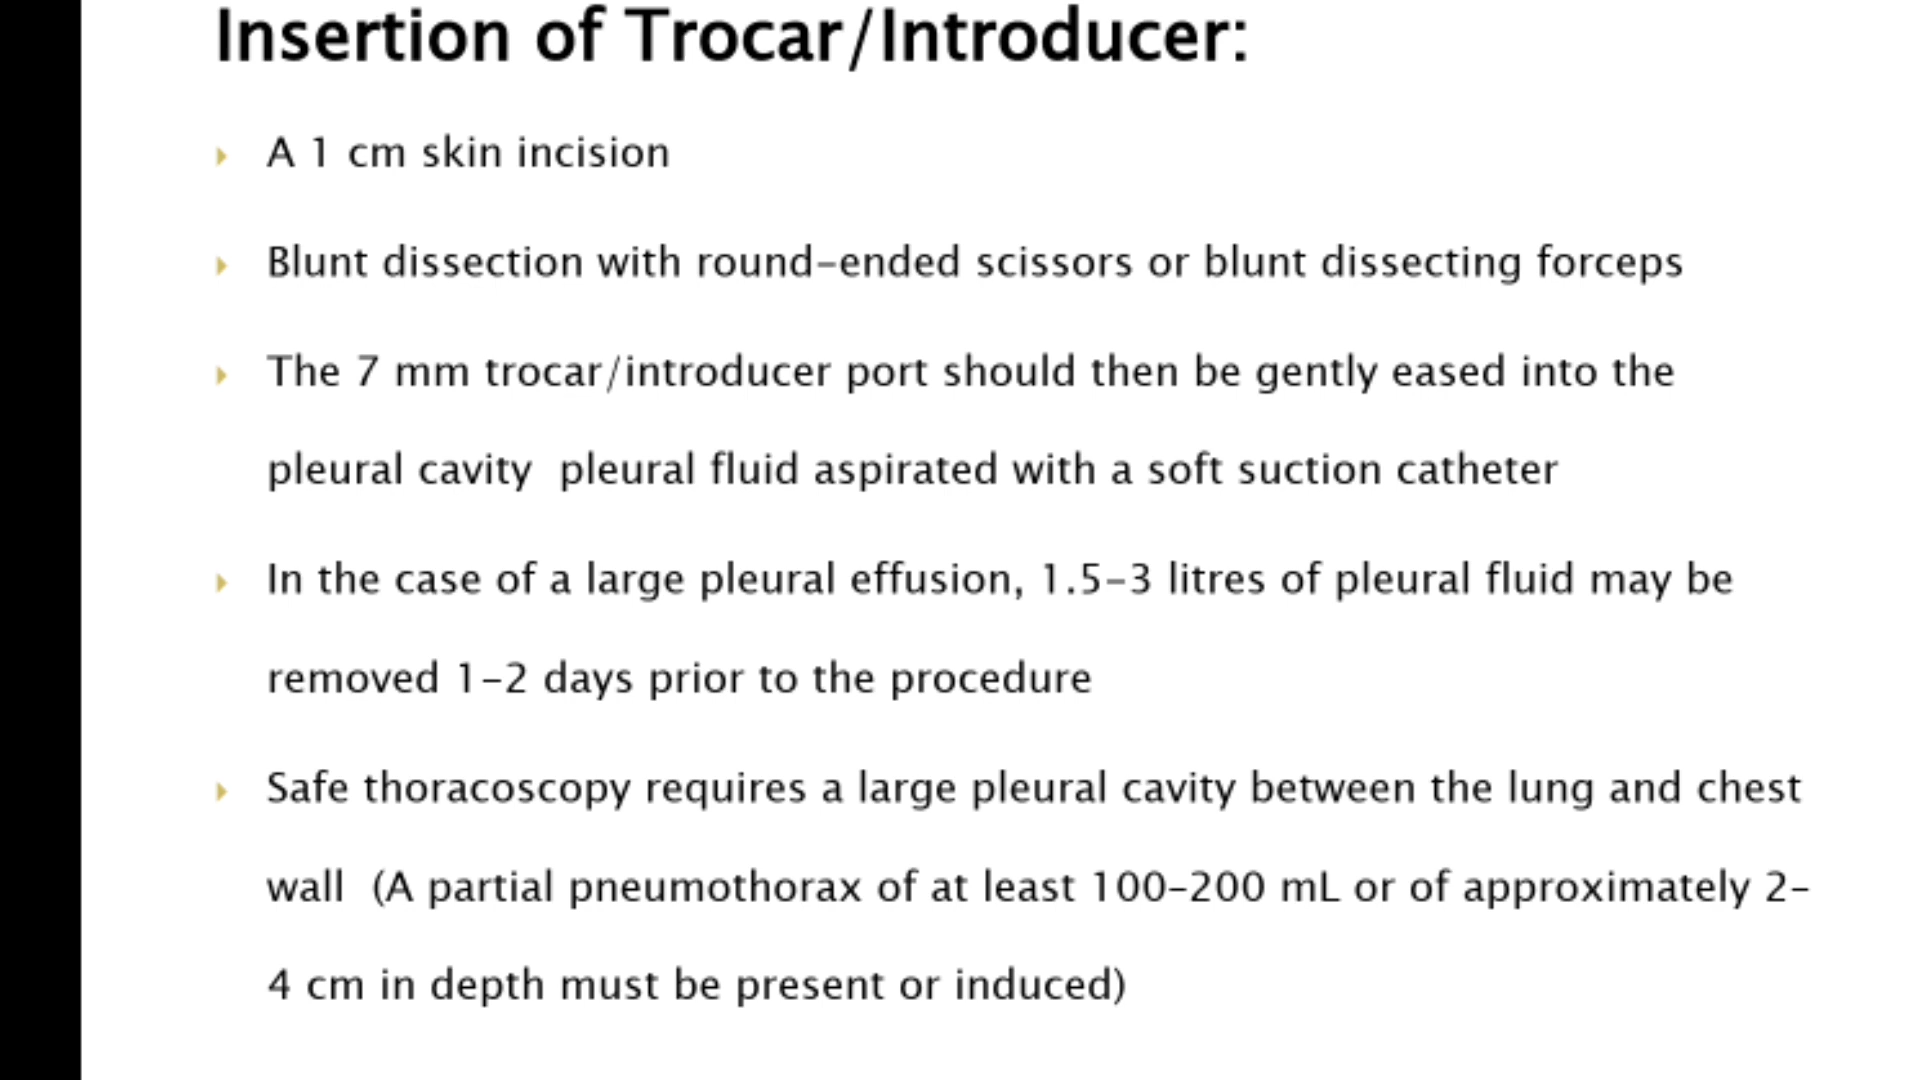 Insertion of Trocar/Introducer:
A 1 cm skin incision
Blunt dissection with round-ended scissors or blunt dissecting forceps
The 7 mm trocar/introducer port should then be gently eased into the
pleural cavity  pleural fluid aspirated with a soft suction catheter
In the case of a large pleural effusion, 1.5-3 litres of pleural fluid may be
removed 1-2 days prior to the procedure
Safe thoracoscopy requires a large pleural cavity between the lung and chest
wall  (A partial pneumothorax of at least 100-200 mL or of approximately 2-
4 cm in depth must be present or induced)